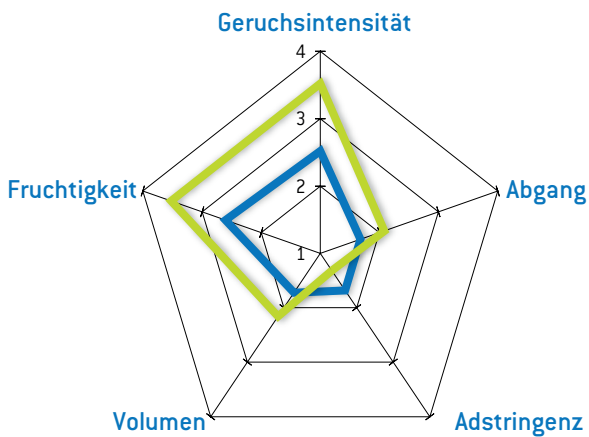 Geruchsintensität
4
3
Fruchtigkeit
Abgang
2
1
Volumen
Adstringenz